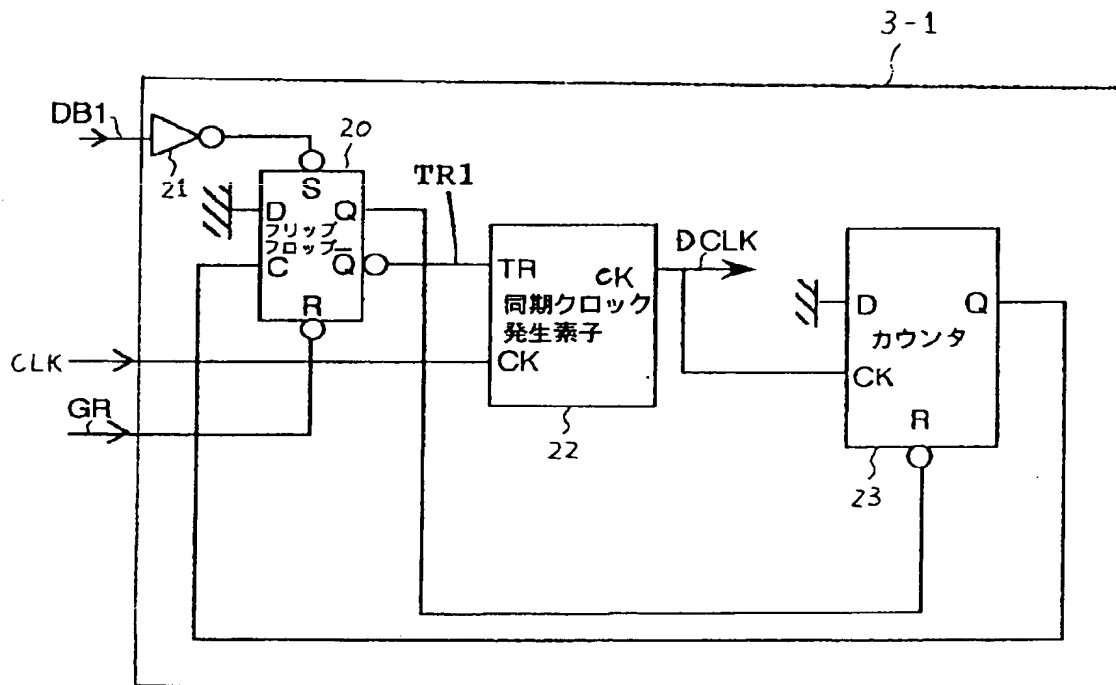 3-1
DB1
21
20
S
D
Q
フリップ
フロップ
C
Q̅
R
TR1
TR
CK
同期クロック
発生素子
CK
22
DCLK
D
Q
カウンタ
CK
R
23
CLK
GR